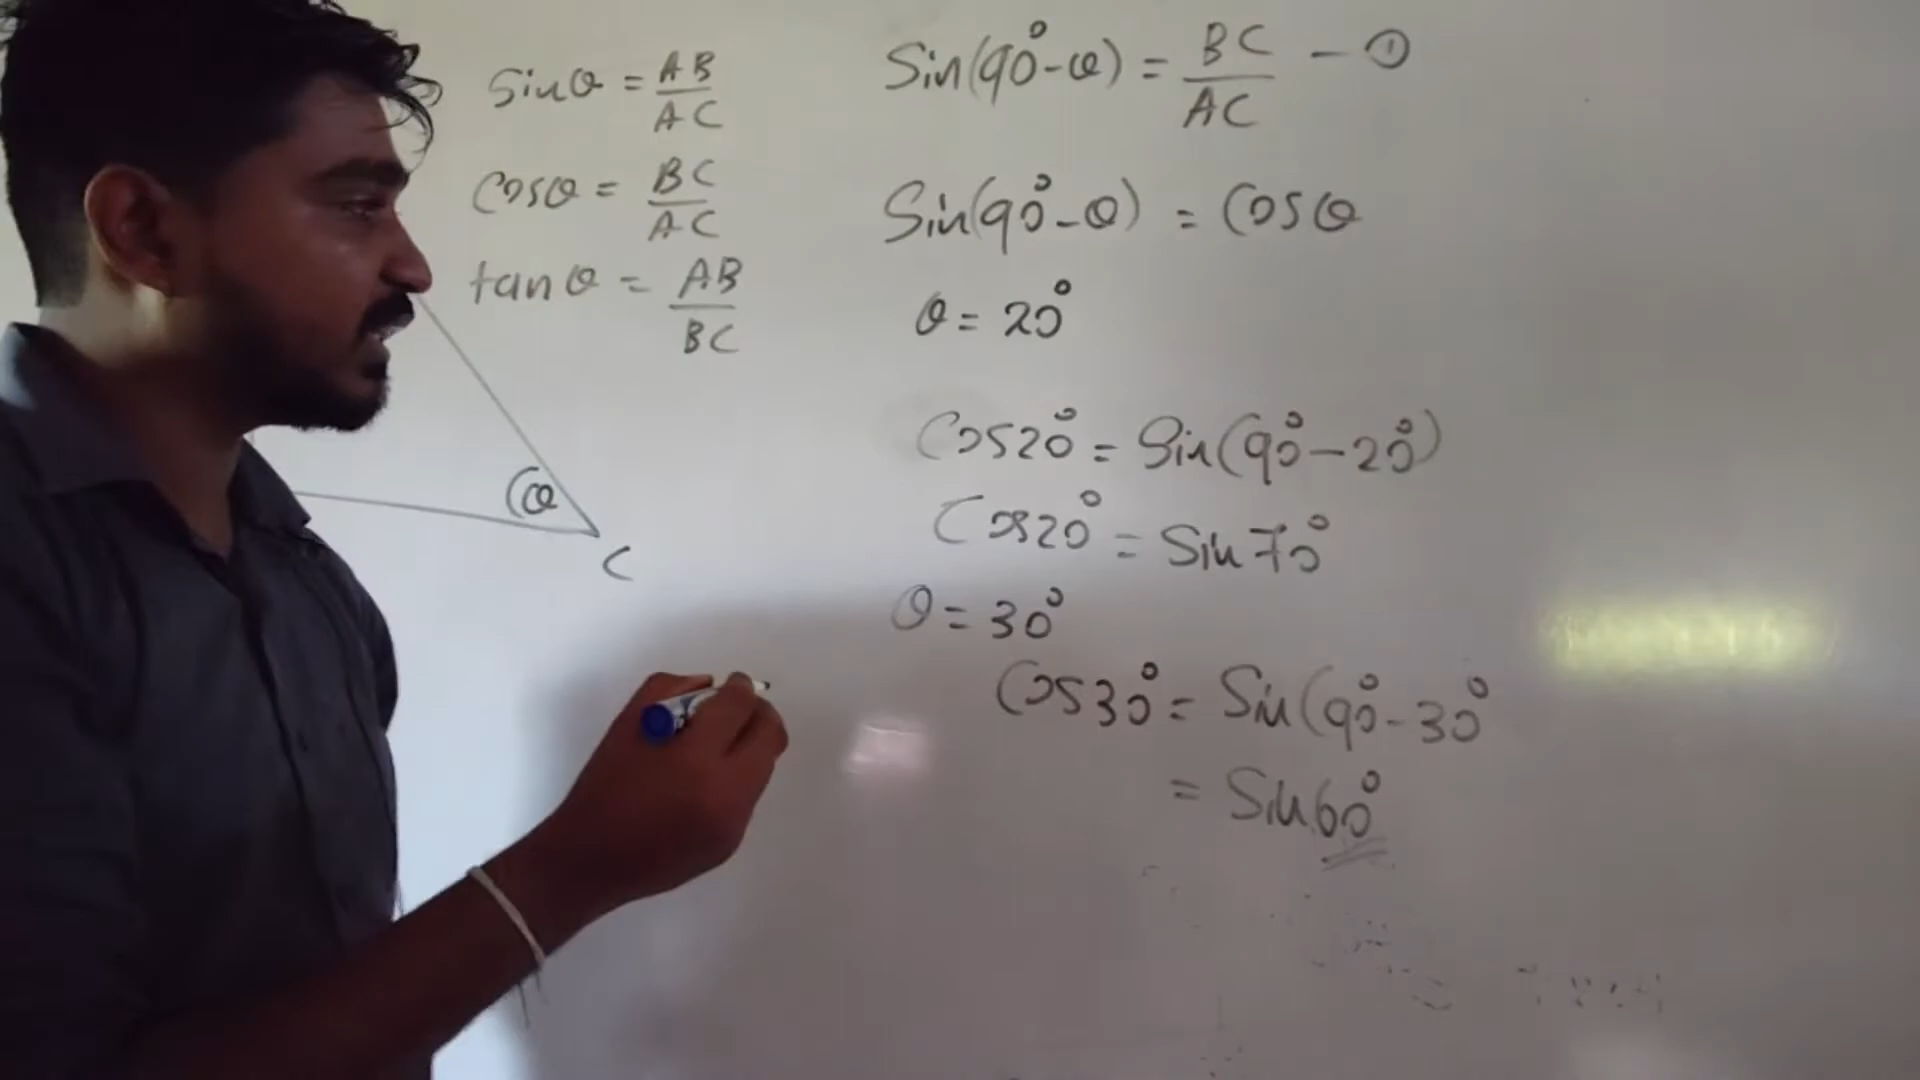 Sinθ = AB/AC
Cosθ = BC/AC
tanθ = AB/BC
θ
C
Sin(90°-θ) = BC/AC - ①
Sin(90°-θ) = Cosθ
θ = 20°
Cos20° = Sin(90°-20°)
Cos20° = Sin70°
θ = 30°
Cos30° = Sin(90°-30°
= Sin60°